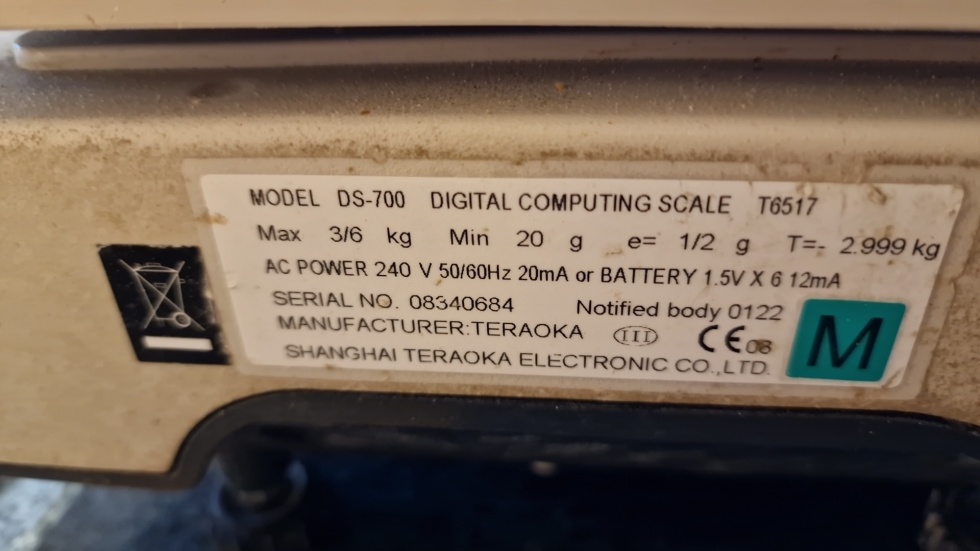 MODEL DS-700 DIGITAL COMPUTING SCALE T6517
Max 3/6 kg Min 20 g e= 1/2 g T=- 2.999 kg
AC POWER 240 V 50/60Hz 20mA or BATTERY 1.5V X 6 12mA
SERIAL NO. 08340684 Notified body 0122
MANUFACTURER:TERAOKA III CE 08 M
SHANGHAI TERAOKA ELECTRONIC CO.,LTD.